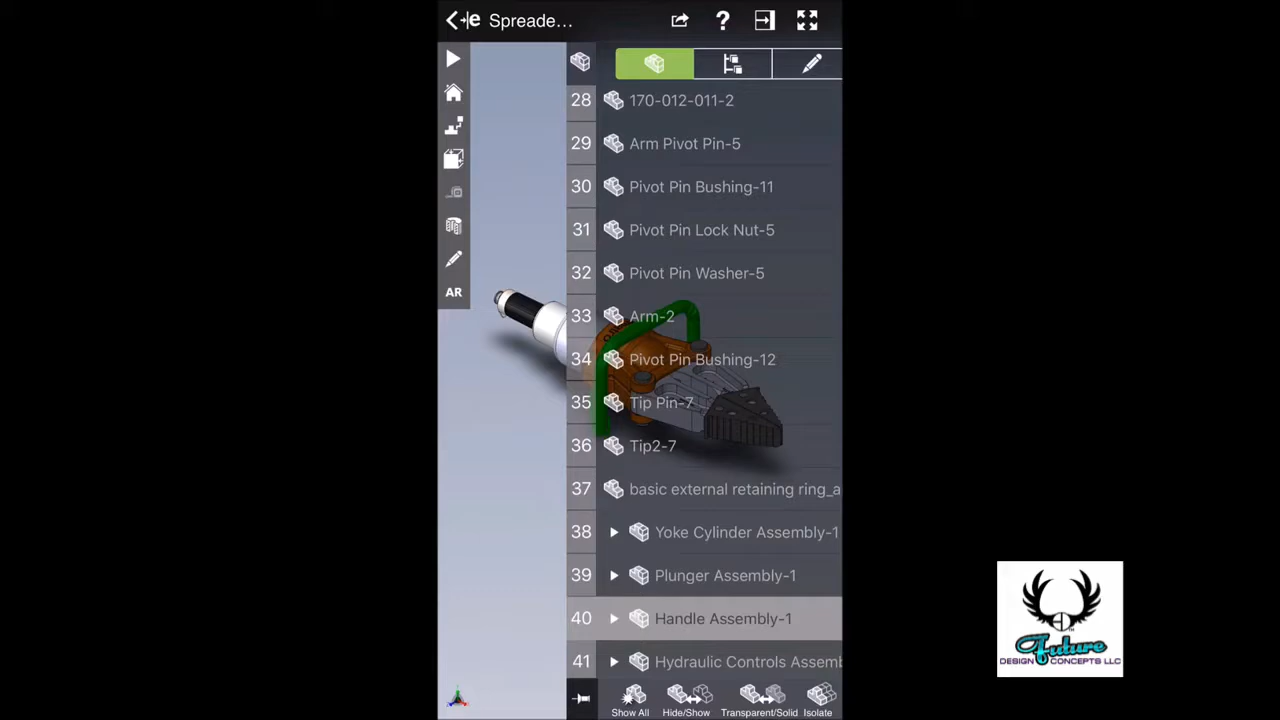 e Spreade...
28 170-012-011-2
29 Arm Pivot Pin-5
30 Pivot Pin Bushing-11
31 Pivot Pin Lock Nut-5
32 Pivot Pin Washer-5
33 Arm-2
34 Pivot Pin Bushing-12
35 Tip Pin-7
36 Tip2-7
37 basic external retaining ring_a
38 Yoke Cylinder Assembly-1
39 Plunger Assembly-1
40 Handle Assembly-1
41 Hydraulic Controls Assemb
AR
Show All Hide/Show Transparent/Solid Isolate
Future
DESIGN CONCEPTS LLC